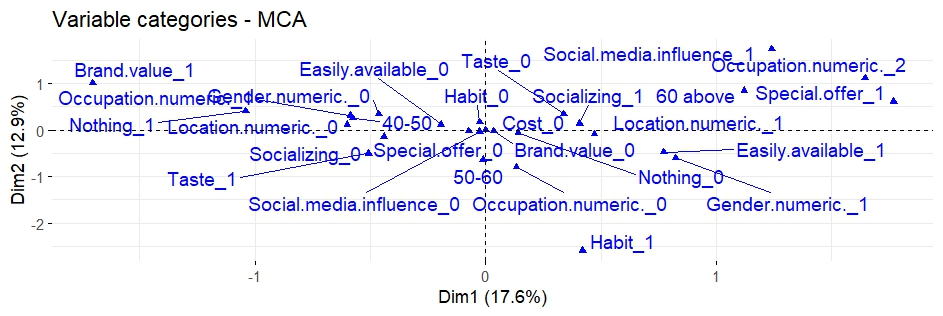 Variable categories - MCA
Social.media.influence_1
Taste_0
Occupation.numeric._2
Brand.value_1
Easily.available_0
Occupation.numeric._1
Gender.numeric._0
Habit_0
Socializing_1
60 above
Special.offer_1
Nothing_1
Location.numeric._0
40-50
Cost_0
Location.numeric._1
Socializing_0
Special.offer_0
Brand.value_0
Easily.available_1
Taste_1
50-60
Nothing_0
Social.media.influence_0
Occupation.numeric._0
Gender.numeric._1
Habit_1
Dim2 (12.9%)
1
0
-1
-2
-1
0
1
Dim1 (17.6%)